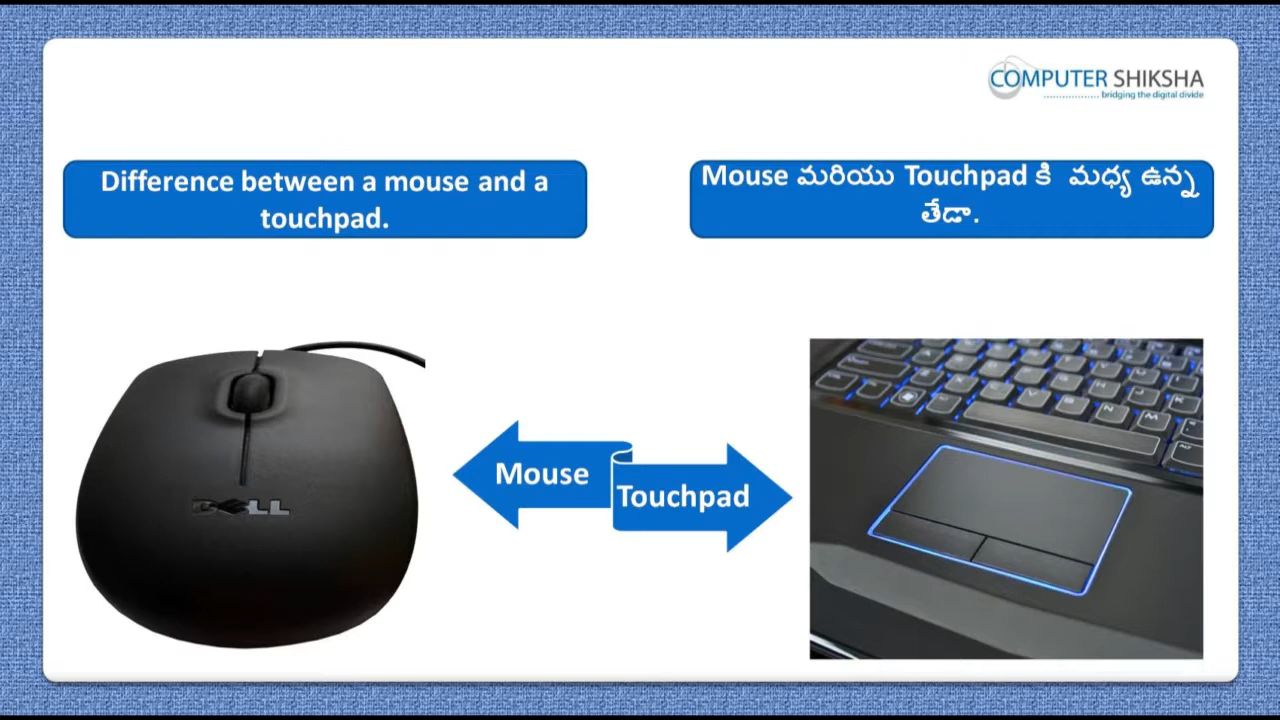 COMPUTER SHIKSHA
bridging the digital divide
Difference between a mouse and a
touchpad.
Mouse మరియు Touchpad కి మధ్య ఉన్న
తేడా.
DELL
Mouse
Touchpad